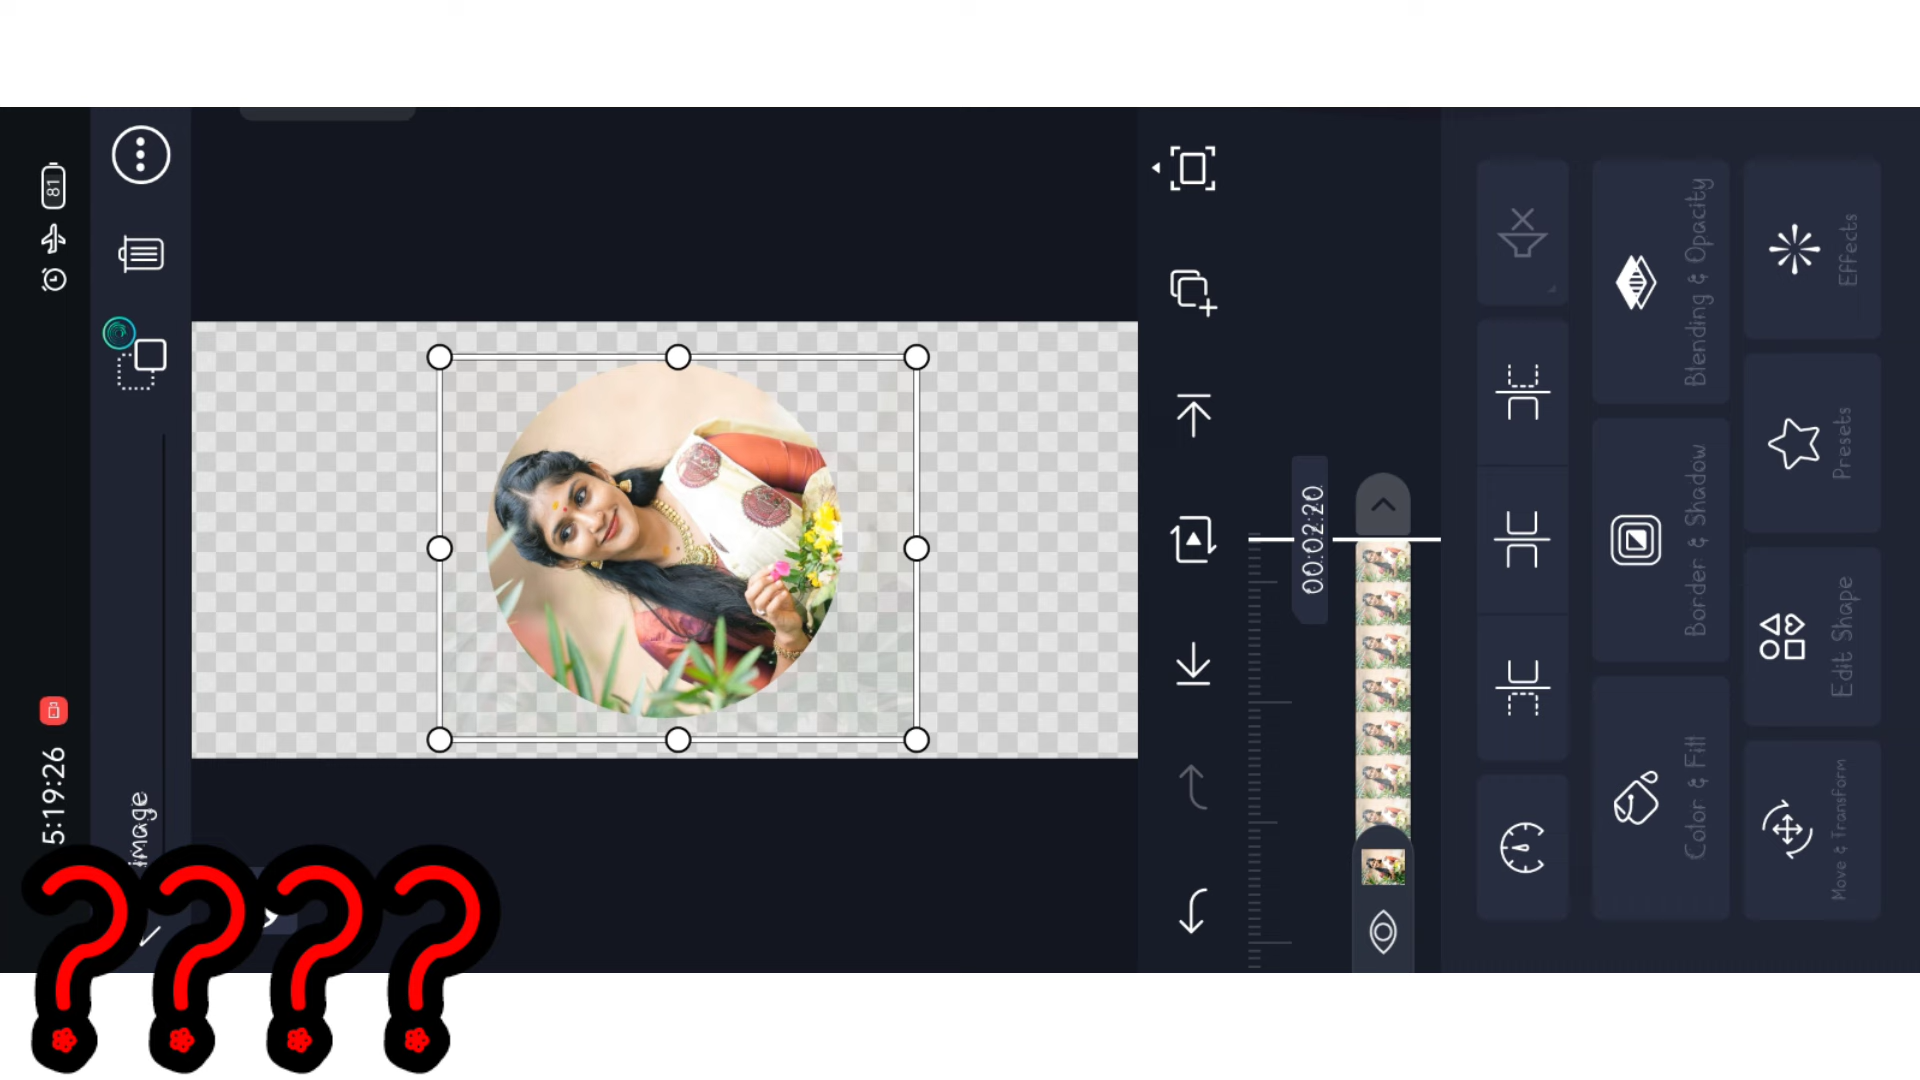 5:19:26
81
image
00:02:20
Move & Transform
Edit Shape
Presets
Effects
Color & Fill
Border & Shadow
Blending & Opacity
????